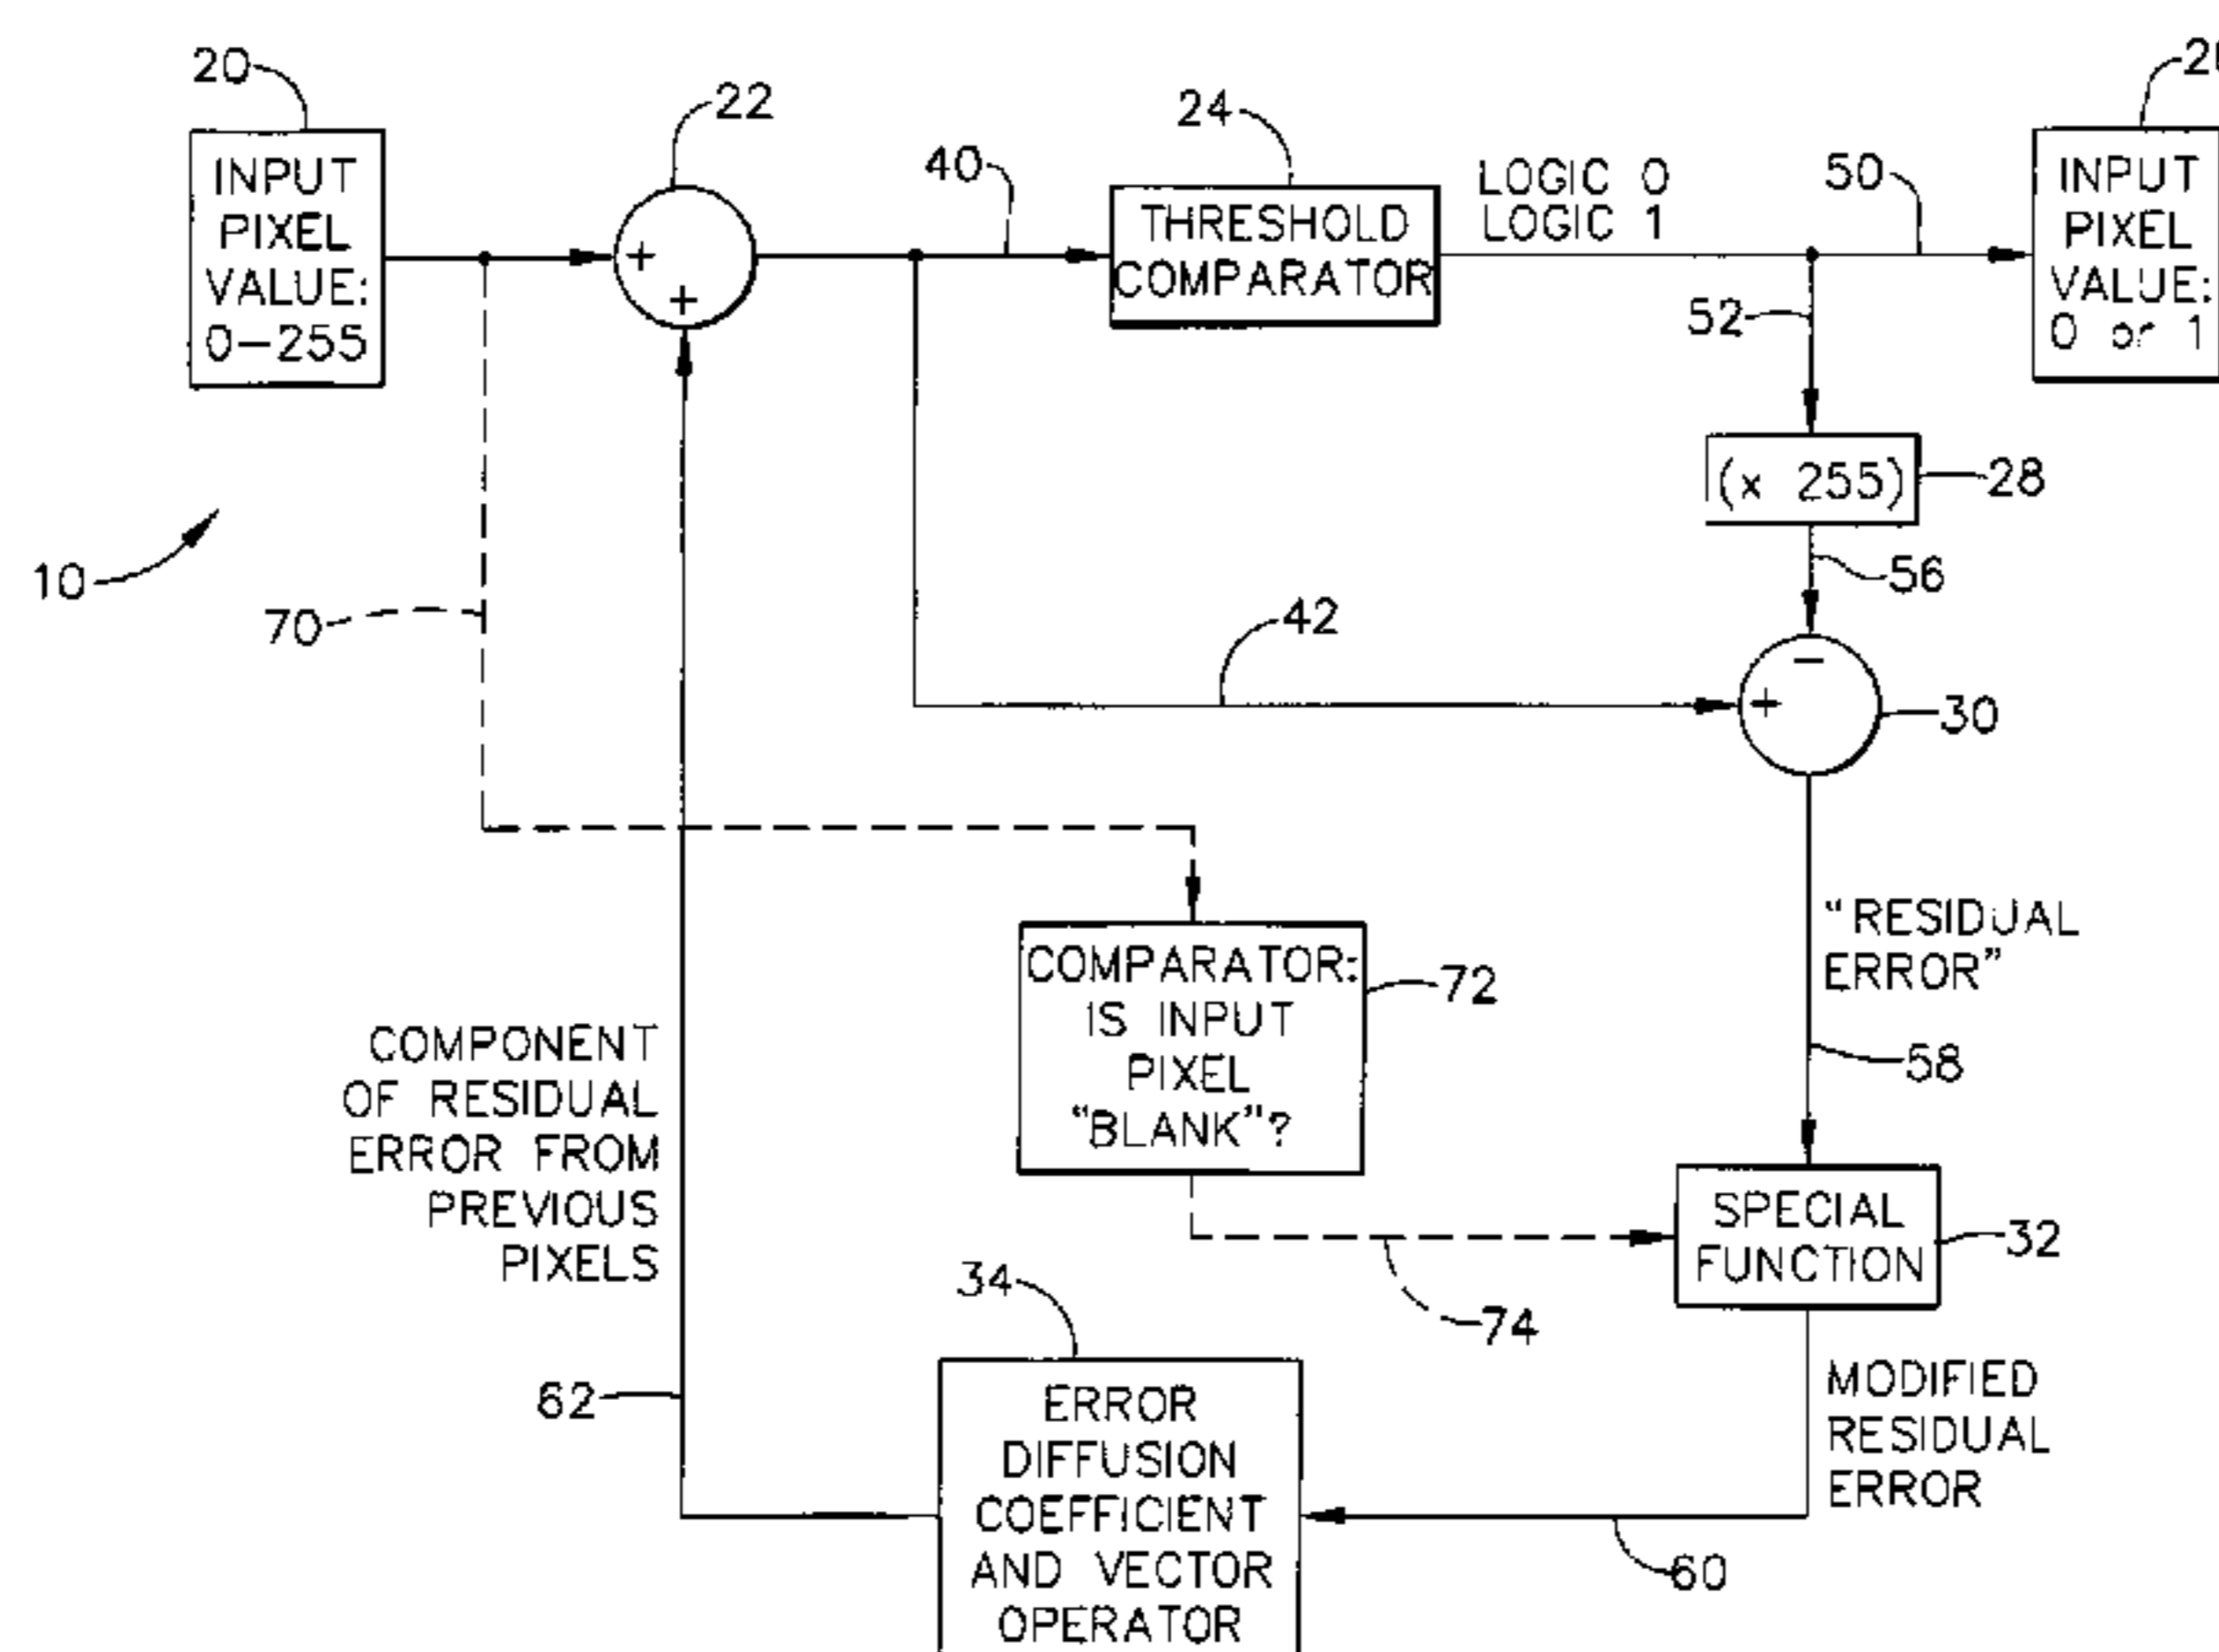 20
22
24
INPUT
PIXEL
VALUE:
0-255
+
+
40
THRESHOLD
COMPARATOR
LOGIC 0
LOGIC 1
50
INPUT
PIXEL
VALUE:
0 or 1
52
(x 255)
28
56
10
70
42
-
+
30
"RESIDUAL
ERROR"
58
COMPARATOR:
IS INPUT
PIXEL
"BLANK"?
72
COMPONENT
OF RESIDUAL
ERROR FROM
PREVIOUS
PIXELS
SPECIAL
FUNCTION
32
74
34
62
ERROR
DIFFUSION
COEFFICIENT
AND VECTOR
OPERATOR
MODIFIED
RESIDUAL
ERROR
60